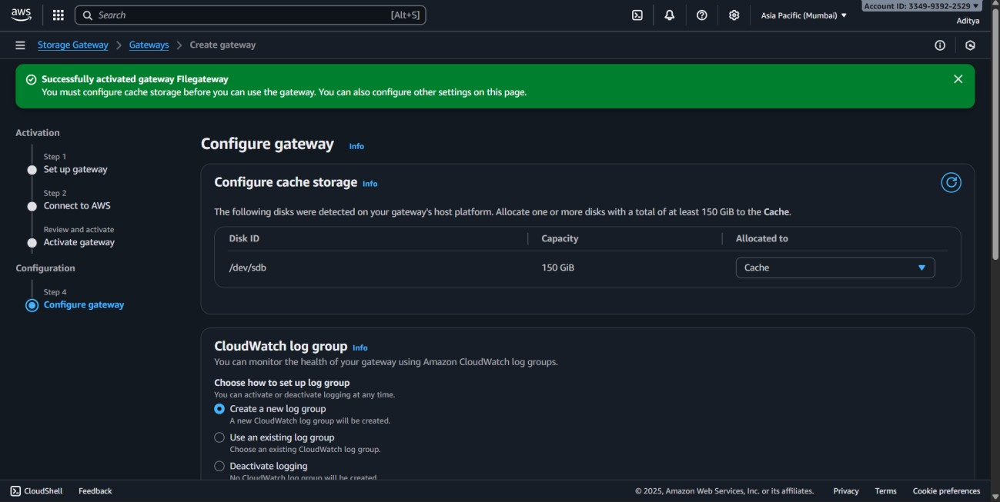 aws
Search [Alt+S]
Asia Pacific (Mumbai) ▼
Account ID: 3349-9392-2529 ▼
Aditya
Storage Gateway > Gateways > Create gateway
Successfully activated gateway FIlegateway
You must configure cache storage before you can use the gateway. You can also configure other settings on this page.
Activation
Step 1
Set up gateway
Step 2
Connect to AWS
Review and activate
Activate gateway
Configuration
Step 4
Configure gateway
Configure gateway Info
Configure cache storage Info
The following disks were detected on your gateway's host platform. Allocate one or more disks with a total of at least 150 GiB to the Cache.
Disk ID Capacity Allocated to
/dev/sdb 150 GiB Cache
CloudWatch log group Info
You can monitor the health of your gateway using Amazon CloudWatch log groups.
Choose how to set up log group
You can activate or deactivate logging at any time.
Create a new log group
A new CloudWatch log group will be created.
Use an existing log group
Choose an existing CloudWatch log group.
Deactivate logging
No CloudWatch log group will be created
CloudShell Feedback © 2025, Amazon Web Services, Inc. or its affiliates. Privacy Terms Cookie preferences